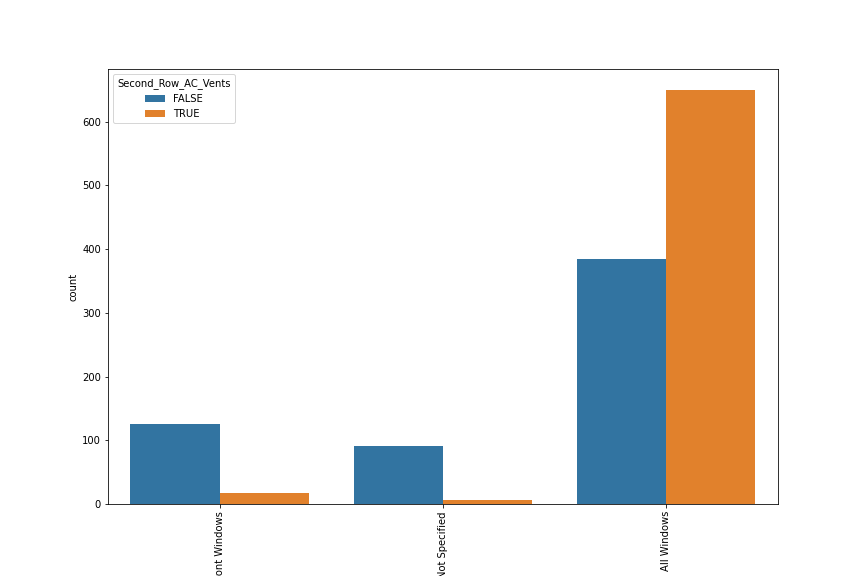 Second_Row_AC_Vents
FALSE
TRUE
600
500
400
300
200
100
0
count
ont Windows
Not Specified
All Windows